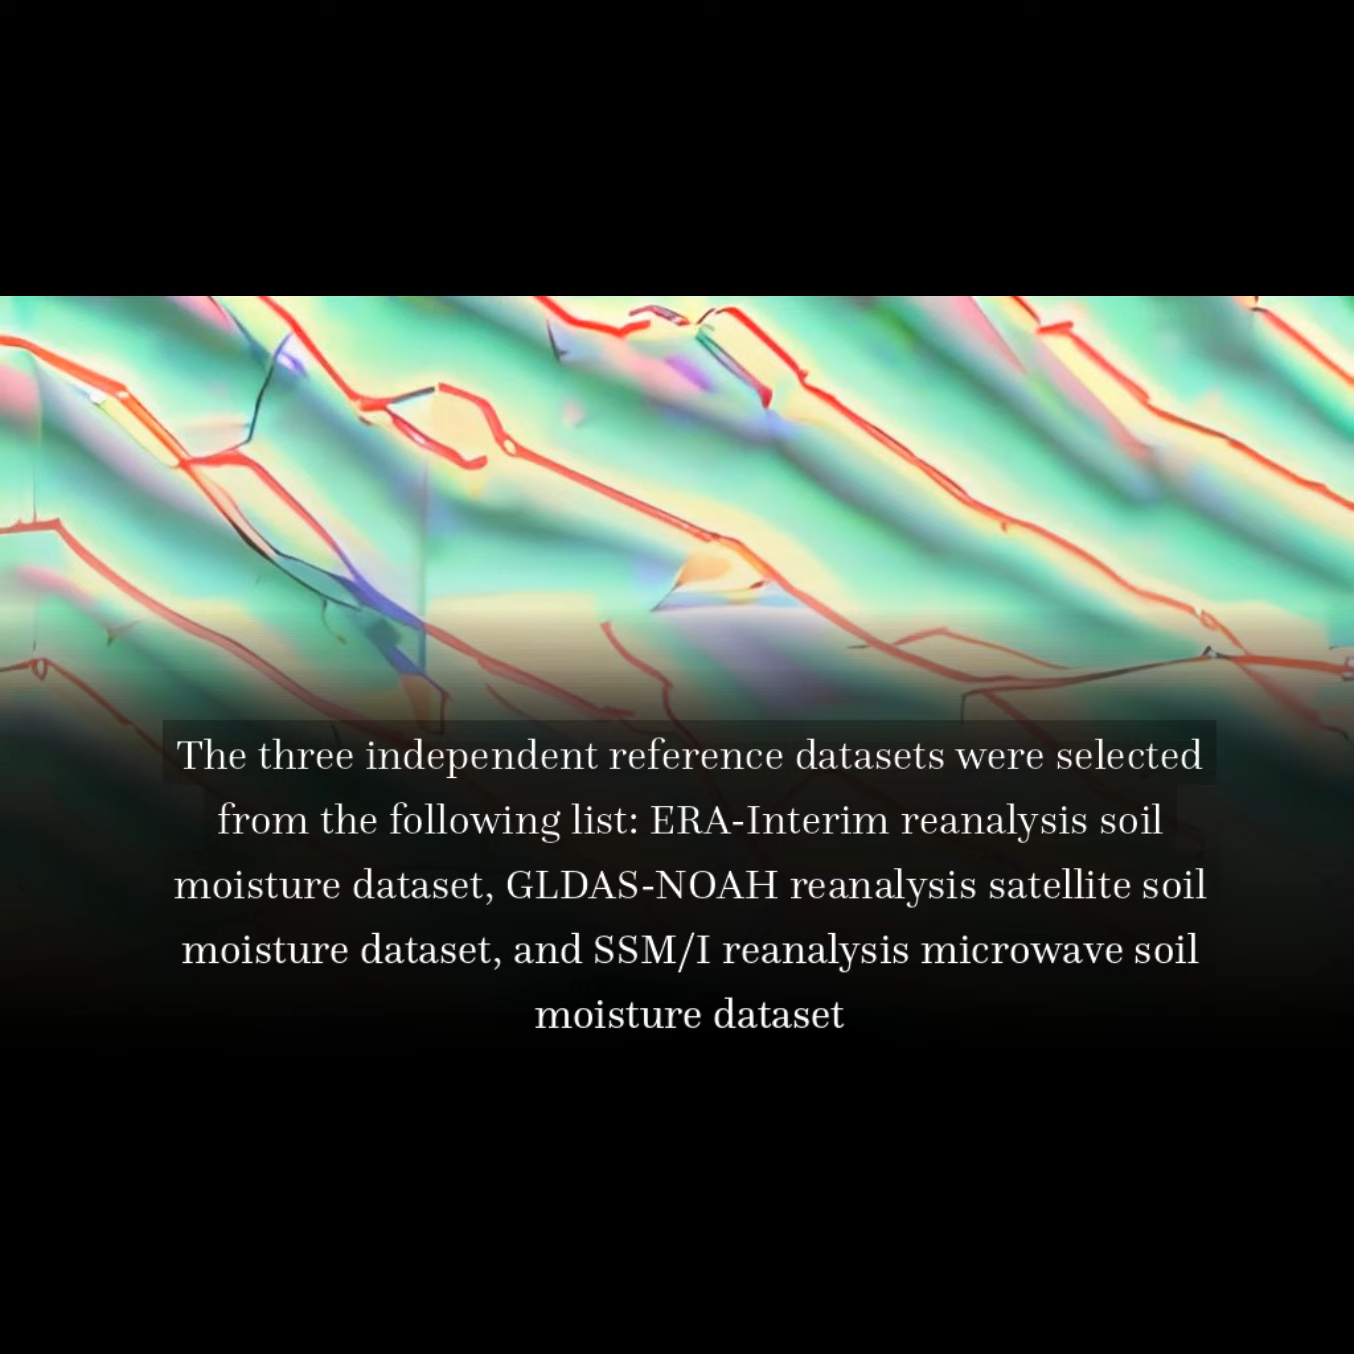 The three independent reference datasets were selected
from the following list: ERA-Interim reanalysis soil
moisture dataset, GLDAS-NOAH reanalysis satellite soil
moisture dataset, and SSM/I reanalysis microwave soil
moisture dataset